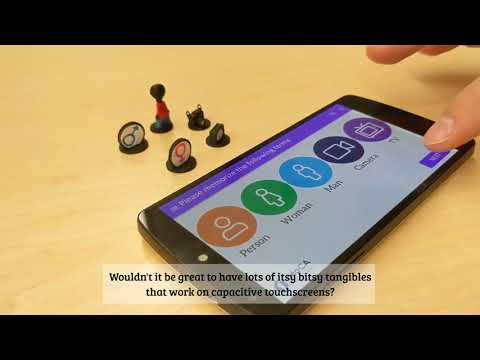 Please memorize the following terms
Person
Woman
Man
Camera
TV
Wouldn't it be great to have lots of itsy bitsy tangibles
that work on capacitive touchscreens?